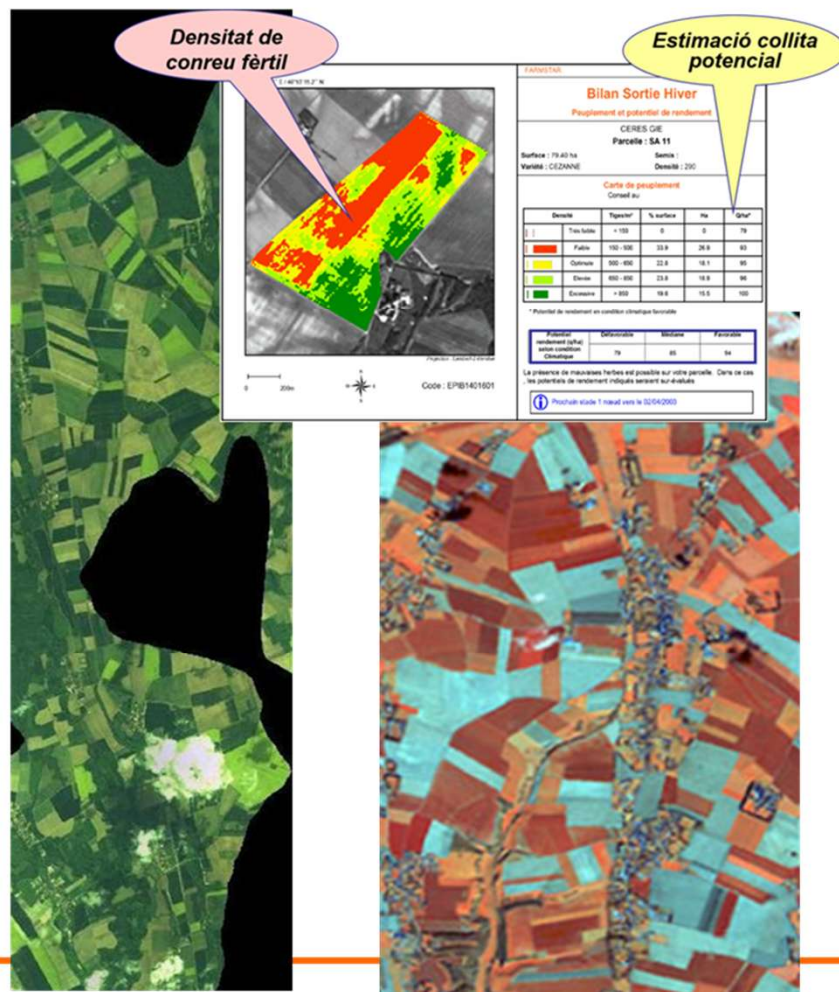 Densitat de
conreu fèrtil
Estimació collita
potencial
FARMSTAR
Bilan Sortie Hiver
Peuplement et potentiel de rendement
CERES GIE
Parcelle : SA 11
Surface : 79.40 ha Semis :
Variété : CEZANNE Densité : 290
Carte de peuplement
Conseil au
Densité Tiges/m² % surface Ha Q/ha*
Très faible < 150 0 0 79
Faible 150 - 500 33.9 26.9 93
Optimale 500 - 650 22.8 18.1 95
Elevée 650 - 850 23.8 18.9 96
Excessive > 850 19.6 15.5 100
* Potentiel de rendement en condition climatique favorable
Potentiel
rendement (q/ha)
selon condition
Climatique
Défavorable Médiane Favorable
79 85 94
La présence de mauvaises herbes est possible sur votre parcelle. Dans ce cas
, les potentiels de rendement indiqués seraient sur-évalués
Prochain stade 1 nœud vers le 02/04/2003
0 200m
Code : EPIB1401601